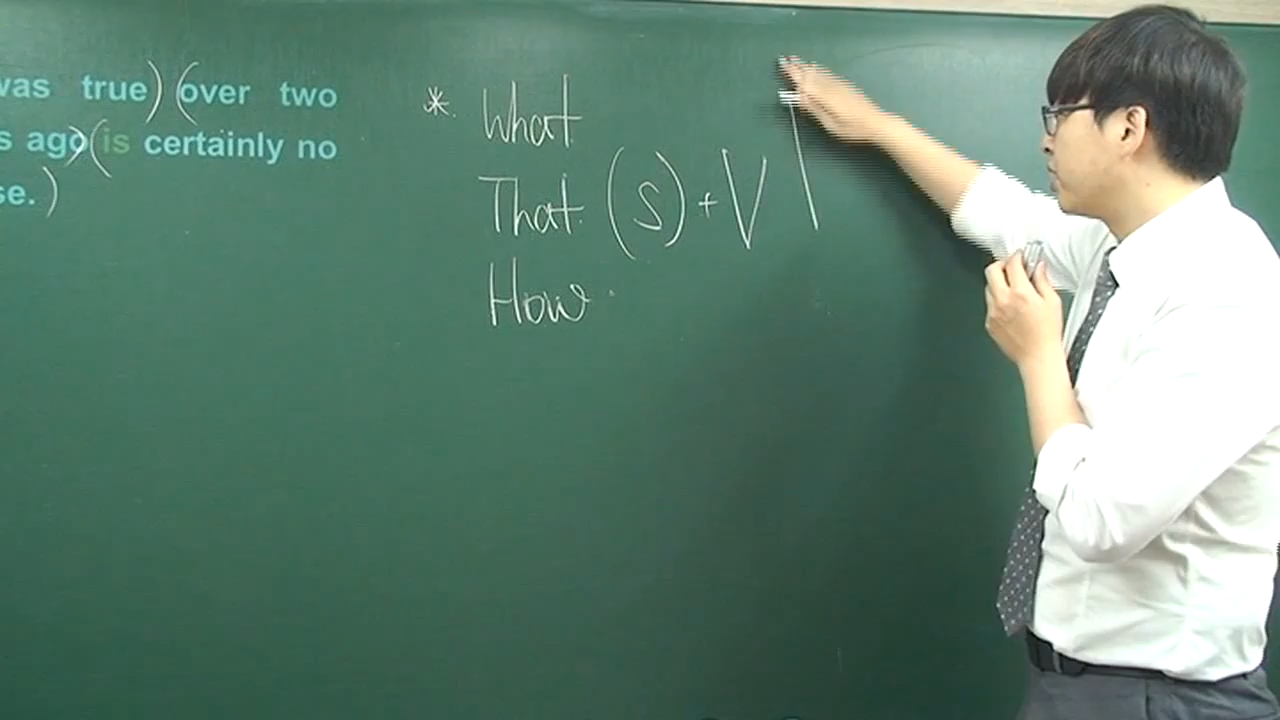 was true) (over two
s ago) (is certainly no
se.)
* What
That (S) + V
How